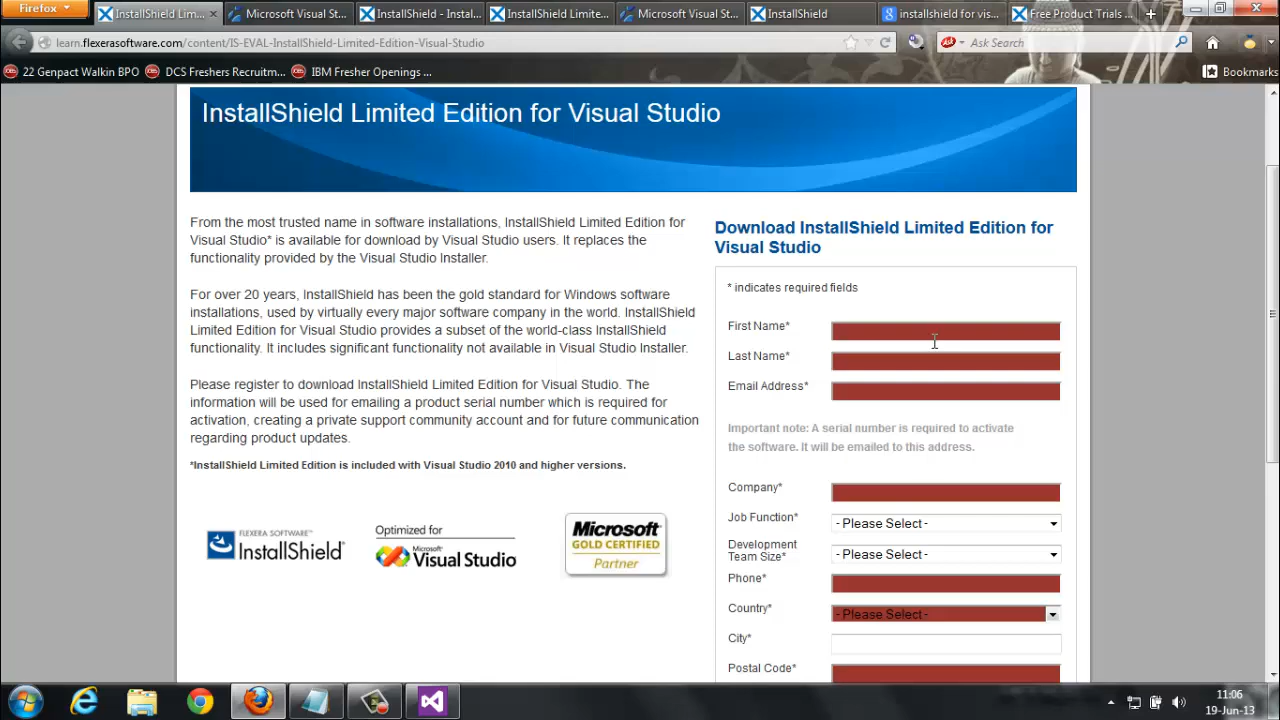 Firefox
InstallShield Lim...
Microsoft Visual St...
InstallShield - Instal...
InstallShield Limite...
Microsoft Visual St...
InstallShield
installshield for vis...
Free Product Trials ...
learn.flexerasoftware.com/content/IS-EVAL-InstallShield-Limited-Edition-Visual-Studio
Ask Search
22 Genpact Walkin BPO
DCS Freshers Recruitm...
IBM Fresher Openings ...
Bookmarks
InstallShield Limited Edition for Visual Studio
From the most trusted name in software installations, InstallShield Limited Edition for
Visual Studio* is available for download by Visual Studio users. It replaces the
functionality provided by the Visual Studio Installer.
For over 20 years, InstallShield has been the gold standard for Windows software
installations, used by virtually every major software company in the world. InstallShield
Limited Edition for Visual Studio provides a subset of the world-class InstallShield
functionality. It includes significant functionality not available in Visual Studio Installer.
Please register to download InstallShield Limited Edition for Visual Studio. The
information will be used for emailing a product serial number which is required for
activation, creating a private support community account and for future communication
regarding product updates.
*InstallShield Limited Edition is included with Visual Studio 2010 and higher versions.
FLEXERA SOFTWARE™
InstallShield
Optimized for
Microsoft
Visual Studio
Microsoft
GOLD CERTIFIED
Partner
Download InstallShield Limited Edition for
Visual Studio
* indicates required fields
First Name*
Last Name*
Email Address*
Important note: A serial number is required to activate
the software. It will be emailed to this address.
Company*
Job Function*
- Please Select -
Development
Team Size*
- Please Select -
Phone*
Country*
- Please Select -
City*
Postal Code*
11:06
19-Jun-13